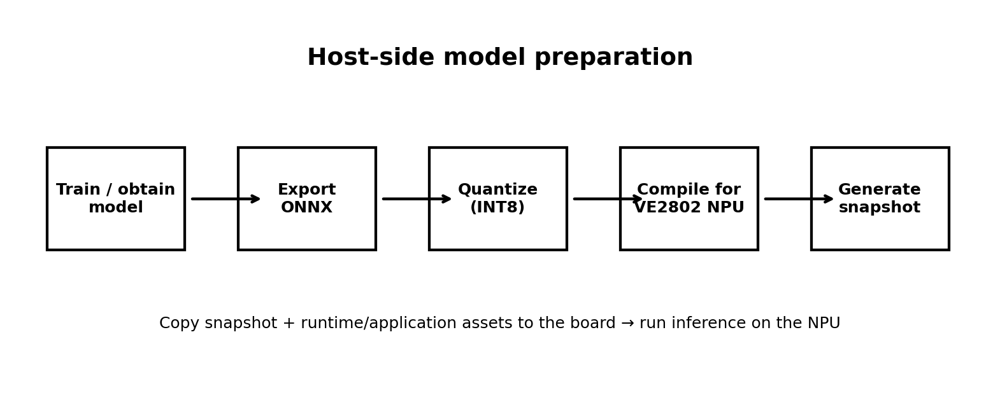 Host-side model preparation
Train / obtain
model
Export
ONNX
Quantize
(INT8)
Compile for
VE2802 NPU
Generate
snapshot
Copy snapshot + runtime/application assets to the board → run inference on the NPU